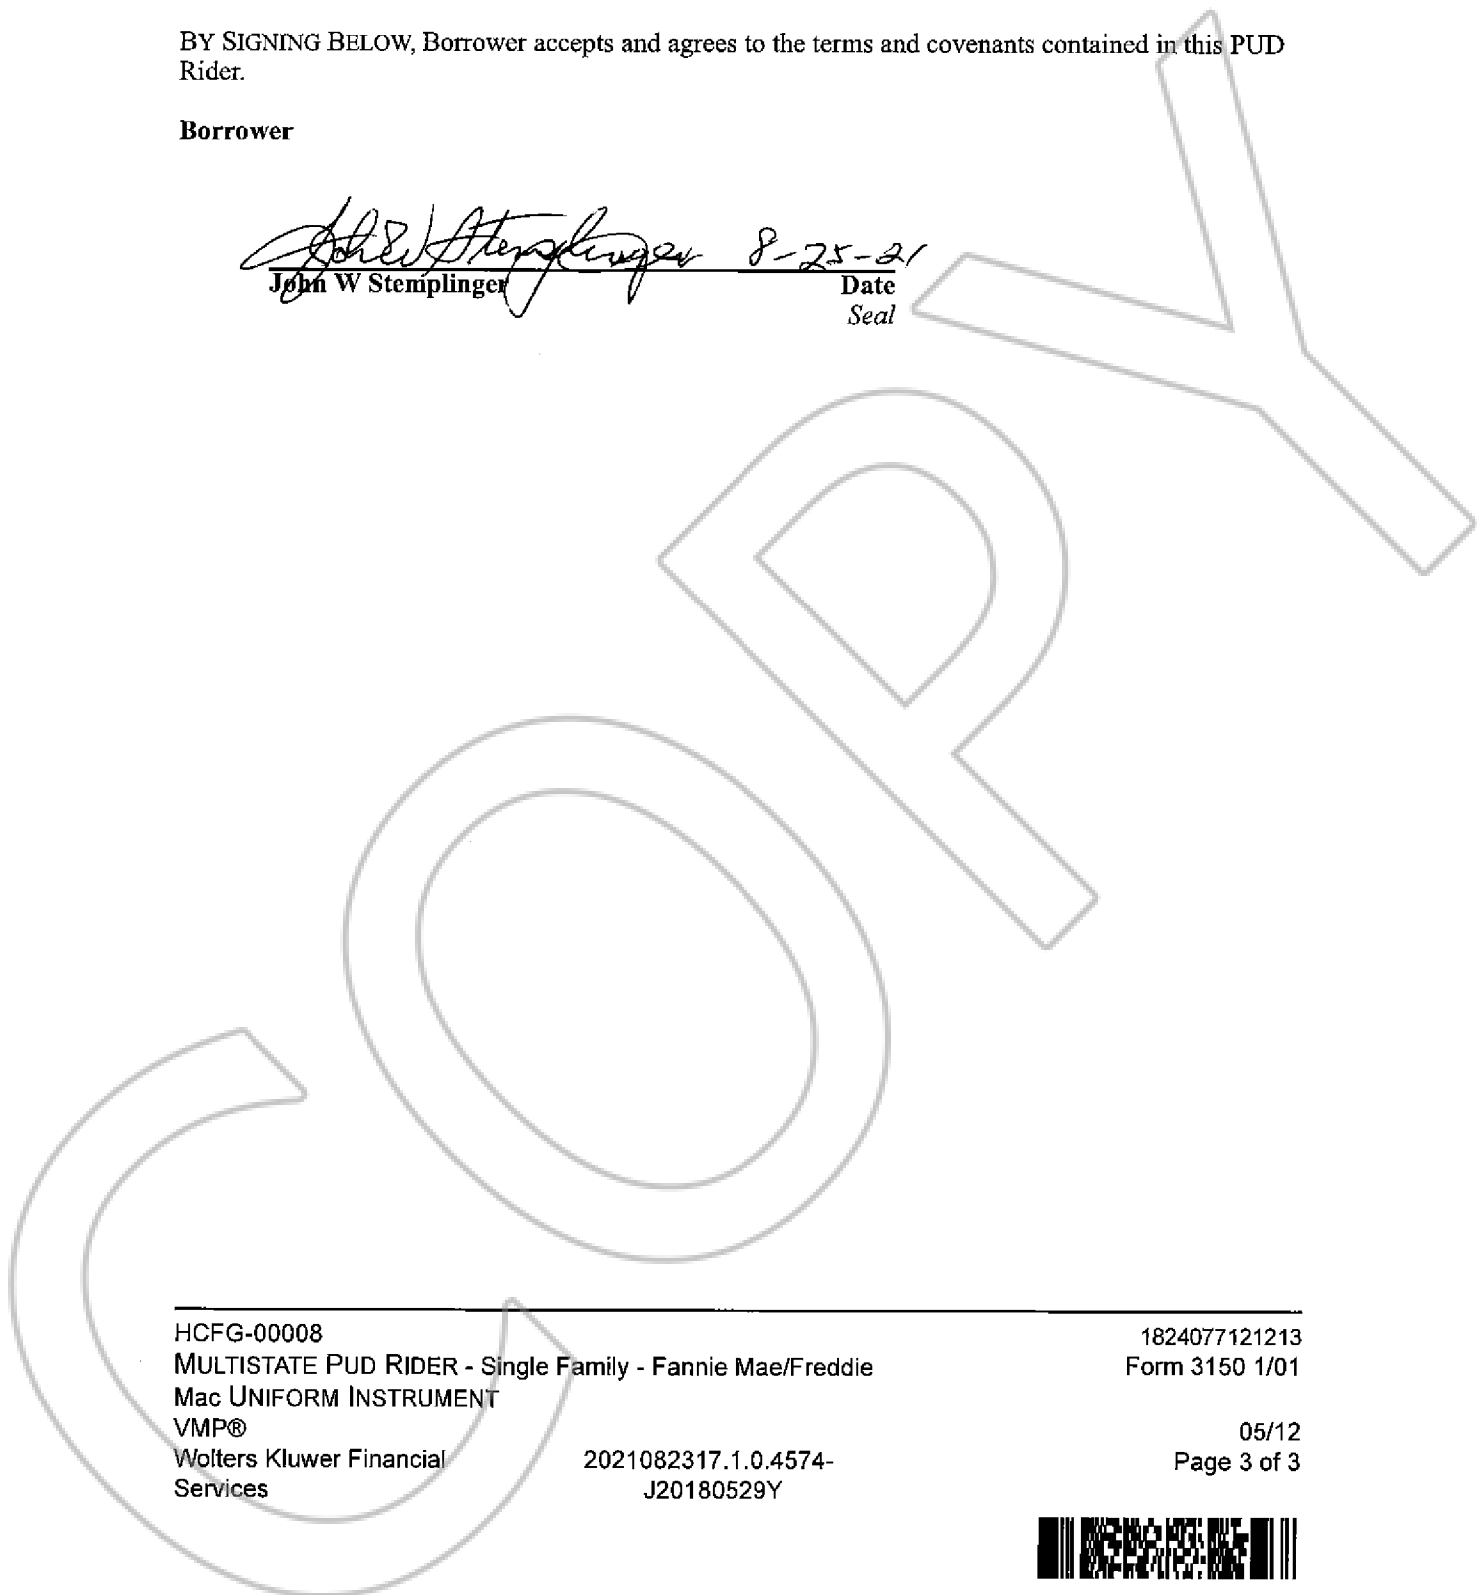 BY SIGNING BELOW, Borrower accepts and agrees to the terms and covenants contained in this PUD
Rider.
Borrower
John W Stemplinger 8-25-21
John W Stemplinger Date
Seal
COPY
HCFG-00008 1824077121213
MULTISTATE PUD RIDER - Single Family - Fannie Mae/Freddie Form 3150 1/01
Mac UNIFORM INSTRUMENT
VMP® 05/12
Wolters Kluwer Financial 2021082317.1.0.4574- Page 3 of 3
Services J20180529Y